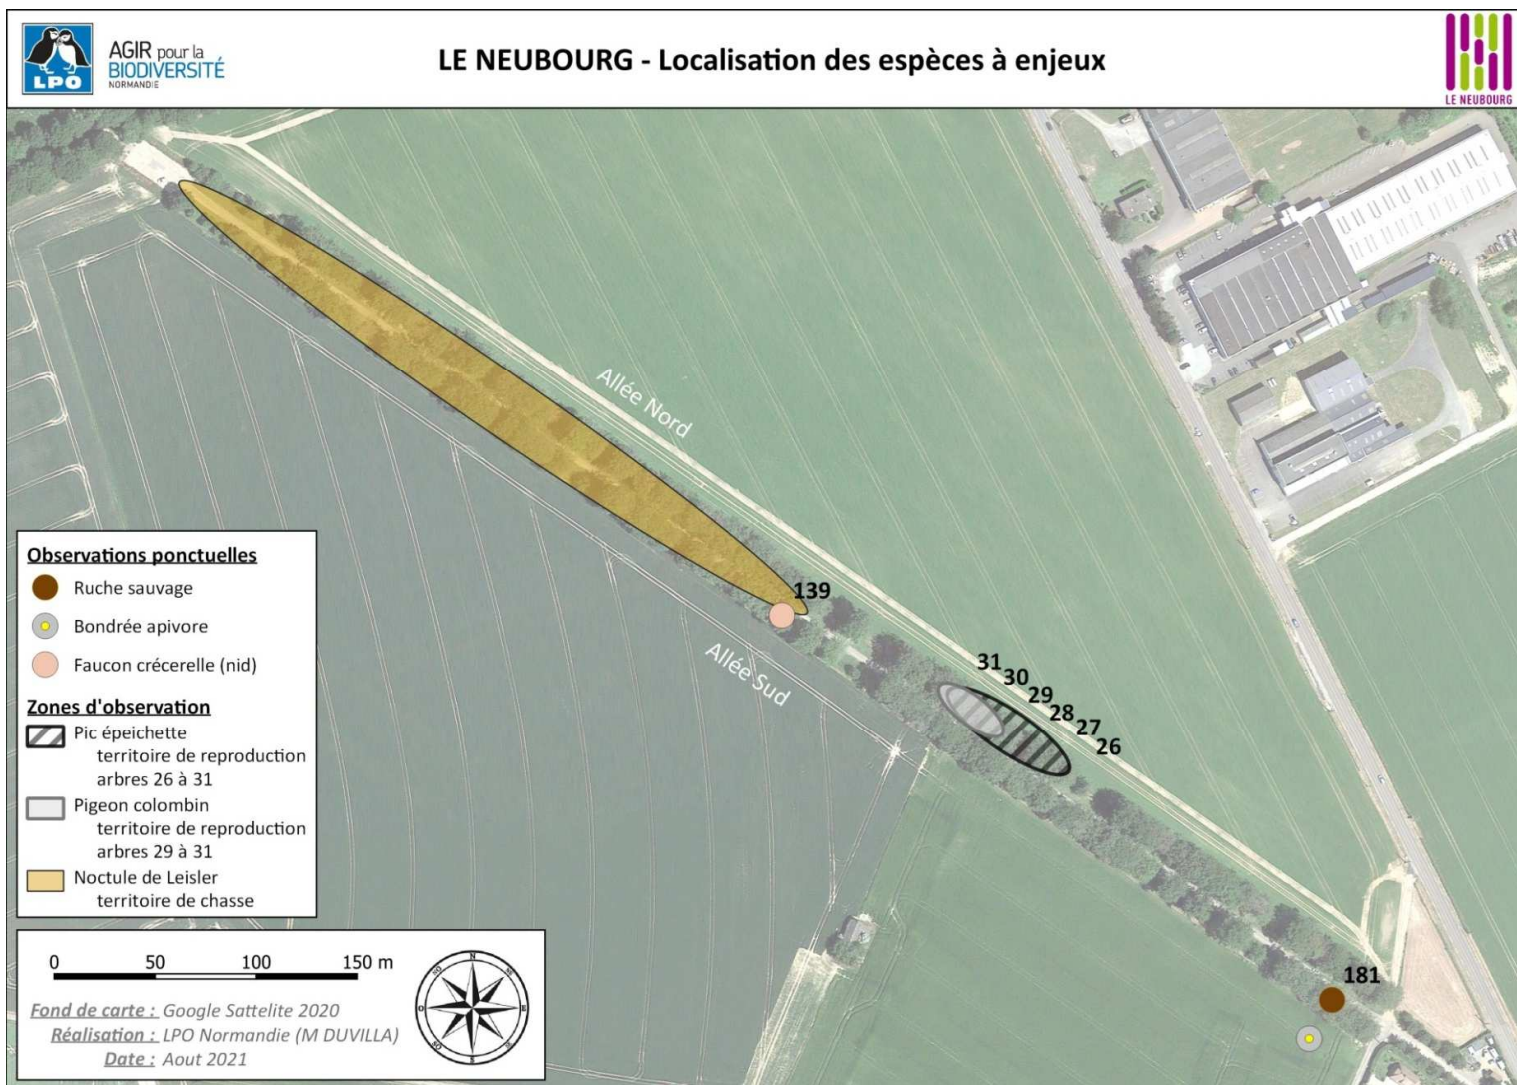 LPO
AGIR pour la
BIODIVERSITÉ
NORMANDIE
LE NEUBOURG - Localisation des espèces à enjeux
LE NEUBOURG
Allée Nord
139
Allée Sud
31
30
29
28
27
26
181
Observations ponctuelles
Ruche sauvage
Bondrée apivore
Faucon crécerelle (nid)
Zones d'observation
Pic épeichette
territoire de reproduction
arbres 26 à 31
Pigeon colombin
territoire de reproduction
arbres 29 à 31
Noctule de Leisler
territoire de chasse
0 50 100 150 m
Fond de carte : Google Sattelite 2020
Réalisation : LPO Normandie (M DUVILLA)
Date : Aout 2021
N
NE
E
SE
S
SO
O
NO